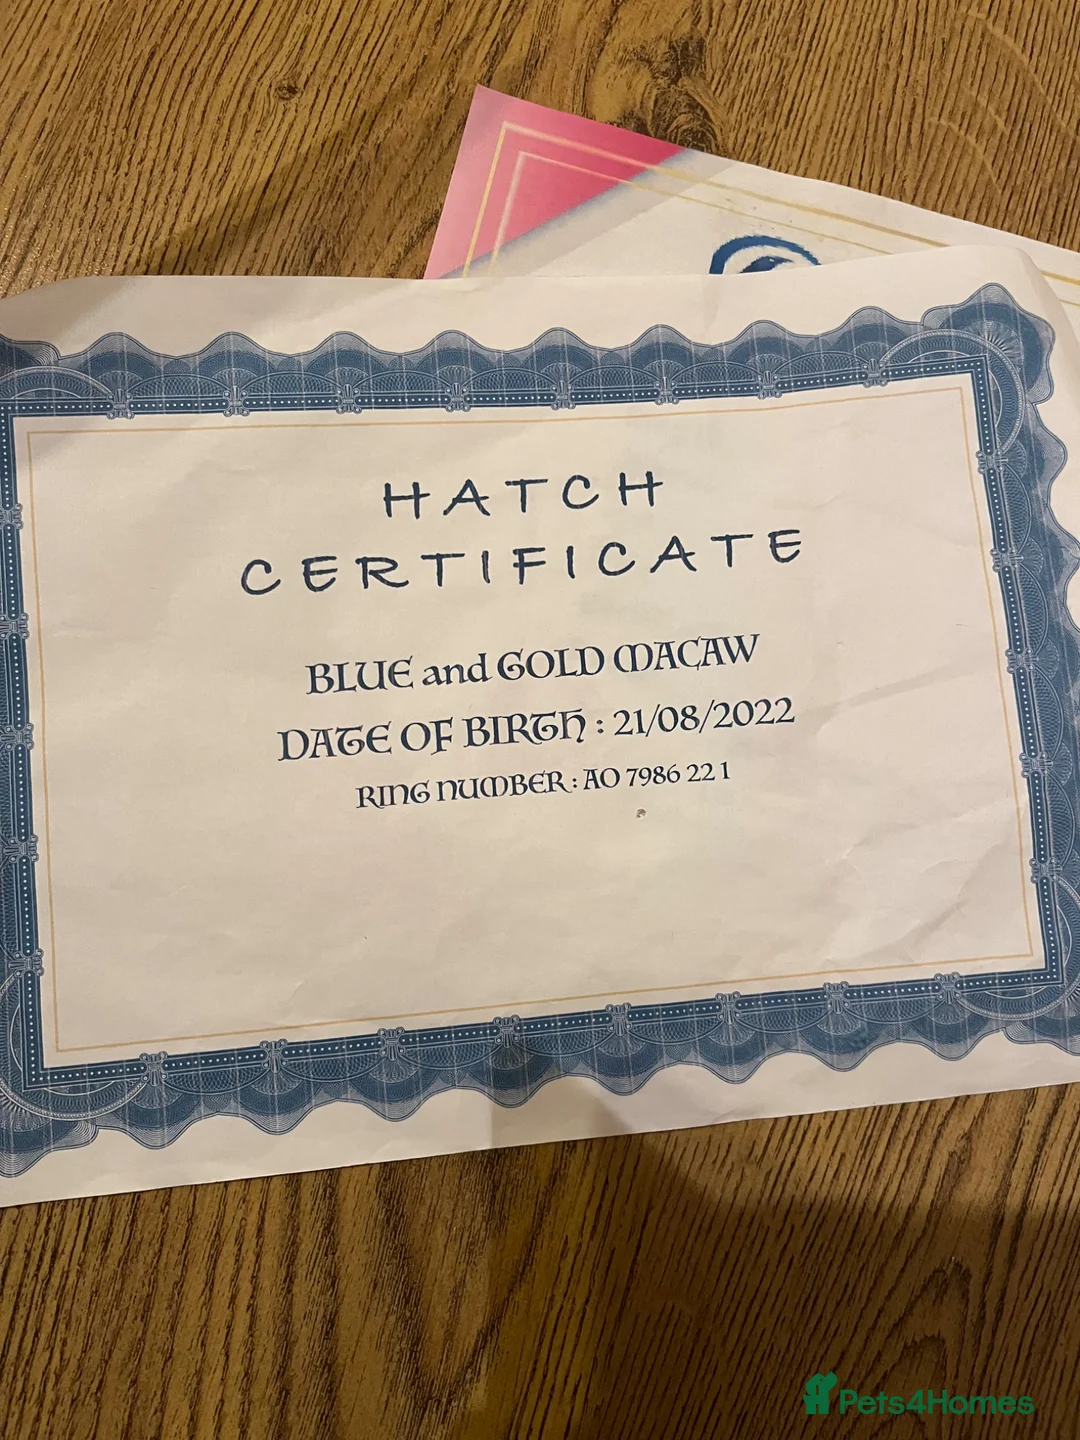 HATCH
CERTIFICATE
BLUE and GOLD MACAW
DATE OF BIRTH : 21/08/2022
RING NUMBER : AO 7986 22 1
Pets4Homes